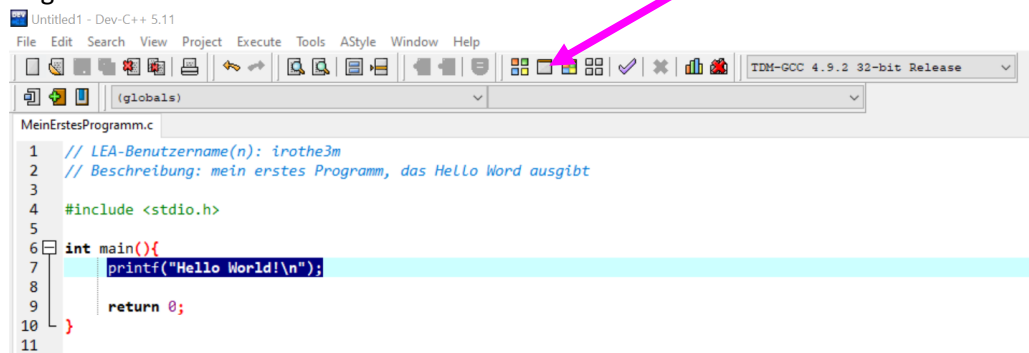 Untitled1 - Dev-C++ 5.11
File Edit Search View Project Execute Tools AStyle Window Help
TDM-GCC 4.9.2 32-bit Release
(globals)
MeinErstesProgramm.c
1 // LEA-Benutzername(n): irothe3m
2 // Beschreibung: mein erstes Programm, das Hello Word ausgibt
3
4 #include <stdio.h>
5
6 int main(){
7 printf("Hello World!\n");
8
9 return 0;
10 }
11